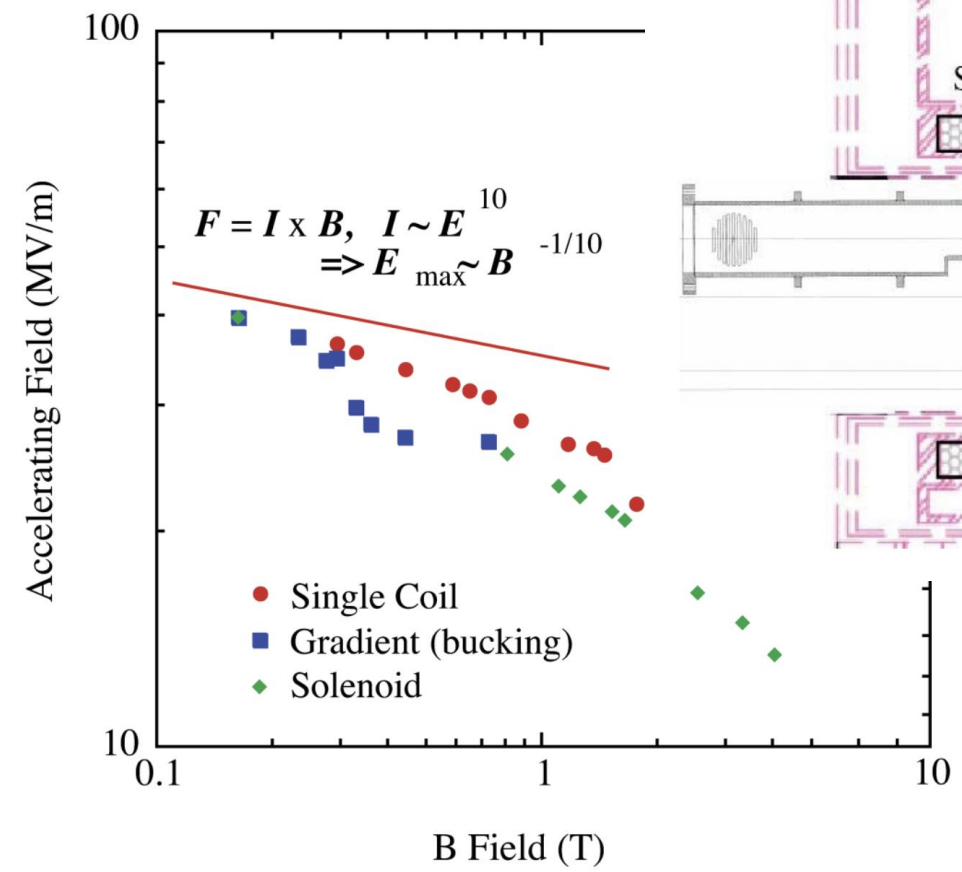 100
Accelerating Field (MV/m)
F = I x B, I ~ E 10
=> E max ~ B -1/10
Single Coil
Gradient (bucking)
Solenoid
10
0.1 1 10
B Field (T)
S